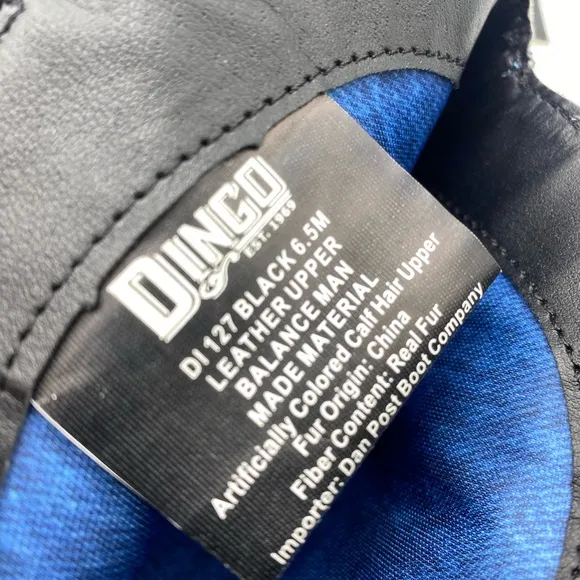 DINGO
EST. 1969
DI 127 BLACK 6.5M
LEATHER UPPER
BALANCE MAN
MADE MATERIAL
Artificially Colored Calf Hair Upper
Fur Origin: China
Fiber Content: Real Fur
Importer: Dan Post Boot Company